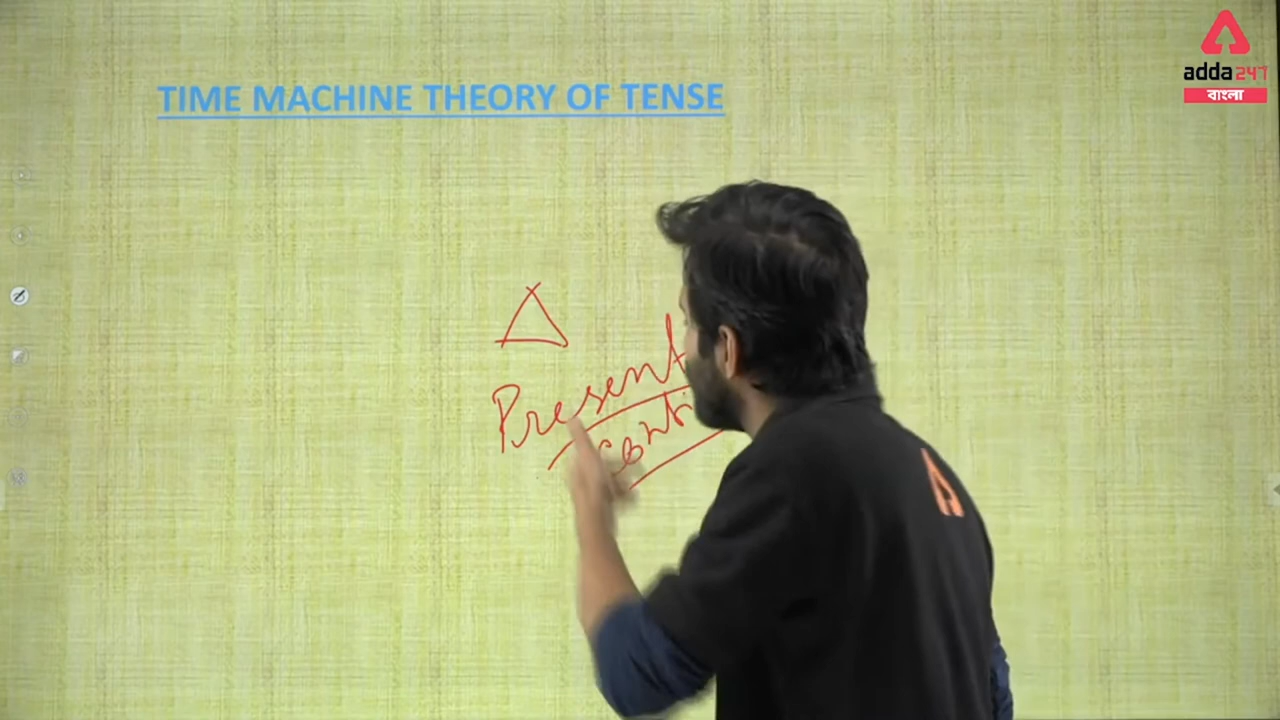 TIME MACHINE THEORY OF TENSE
adda247
বাংলা
Present